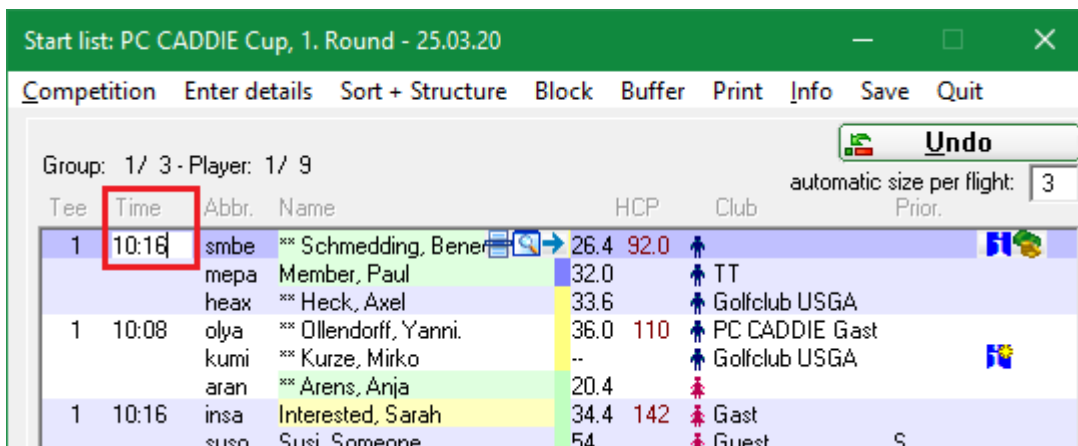 Start list: PC CADDIE Cup, 1. Round - 25.03.20
Competition Enter details Sort + Structure Block Buffer Print Info Save Quit
Undo
Group: 1/ 3 - Player: 1/ 9
automatic size per flight: 3
Tee Time Abbr. Name HCP Club Prior.
1 10:16 smbe ** Schmedding, Bene 26.4 92.0
mepa Member, Paul 32.0 TT
heax ** Heck, Axel 33.6 Golfclub USGA
1 10:08 olya ** Ollendorff, Yanni. 36.0 110 PC CADDIE Gast
kumi ** Kurze, Mirko -- Golfclub USGA
aran ** Arens, Anja 20.4
1 10:16 insa Interested, Sarah 34.4 142 Gast
suso Susi, Someone 54 Guest S